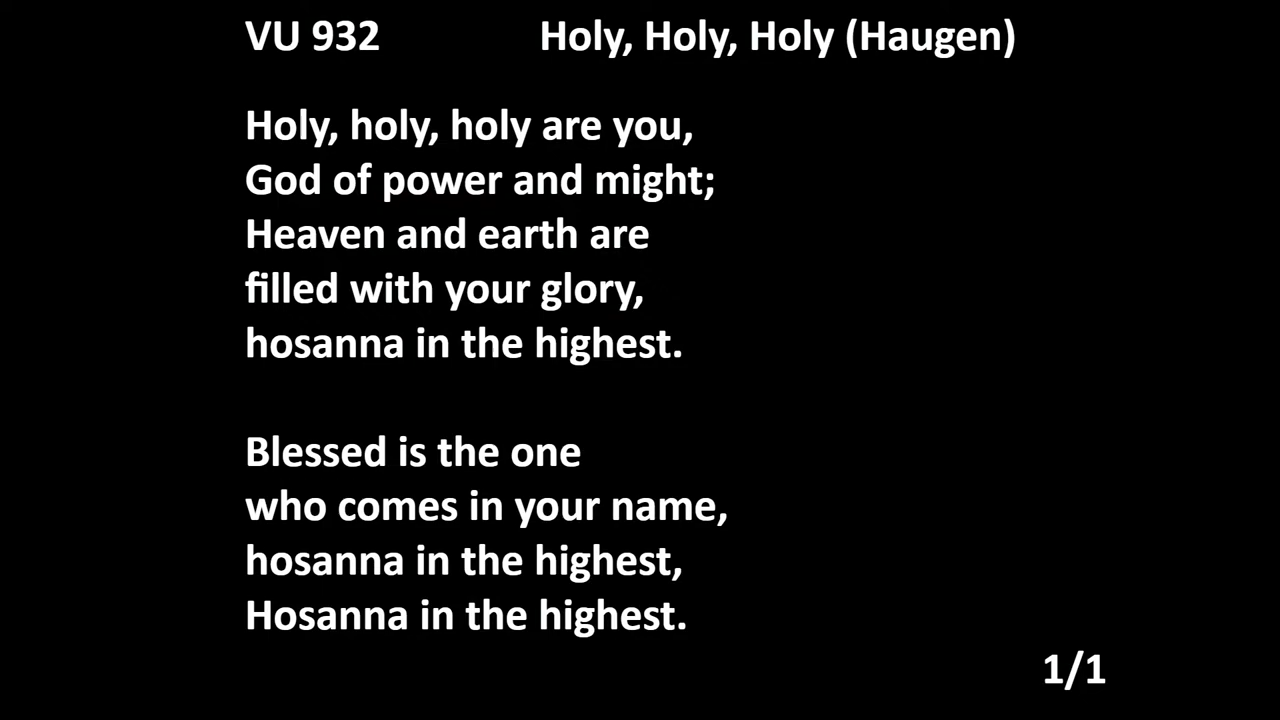 VU 932 Holy, Holy, Holy (Haugen)
Holy, holy, holy are you,
God of power and might;
Heaven and earth are
filled with your glory,
hosanna in the highest.
Blessed is the one
who comes in your name,
hosanna in the highest,
Hosanna in the highest.
1/1